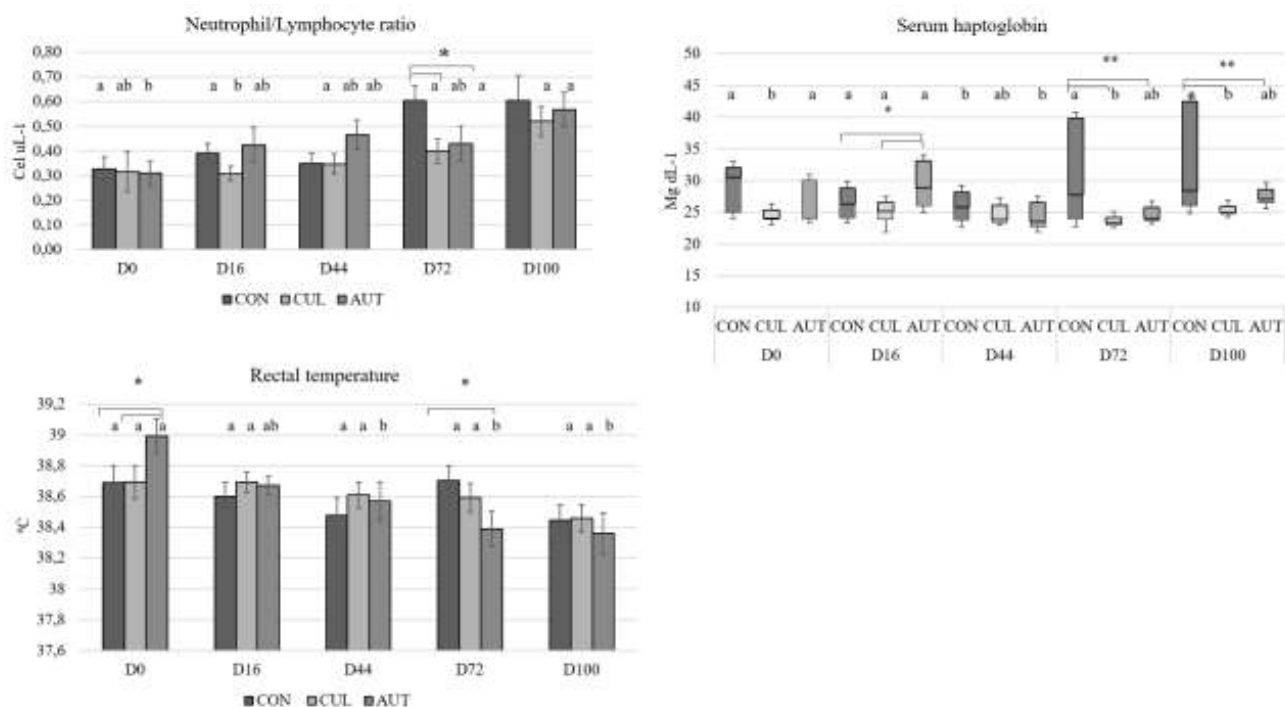 Neutrophil/Lymphocyte ratio
0,80
0,70
0,60
0,50
0,40
0,30
0,20
0,10
0,00
Cel uL-1
*
a ab b a b ab a ab ab a ab a a a
D0 D16 D44 D72 D100
CON CUL AUT
Serum haptoglobin
50
45
40
35
30
25
20
15
10
Mg dL-1
** **
a b a a a a b ab b a b ab a b ab
*
CON CUL AUT CON CUL AUT CON CUL AUT CON CUL AUT CON CUL AUT
D0 D16 D44 D72 D100
Rectal temperature
39,2
39
38,8
38,6
38,4
38,2
38
37,8
37,6
ºC
* *
a a a a a ab a a b a a b a a b
D0 D16 D44 D72 D100
CON CUL AUT